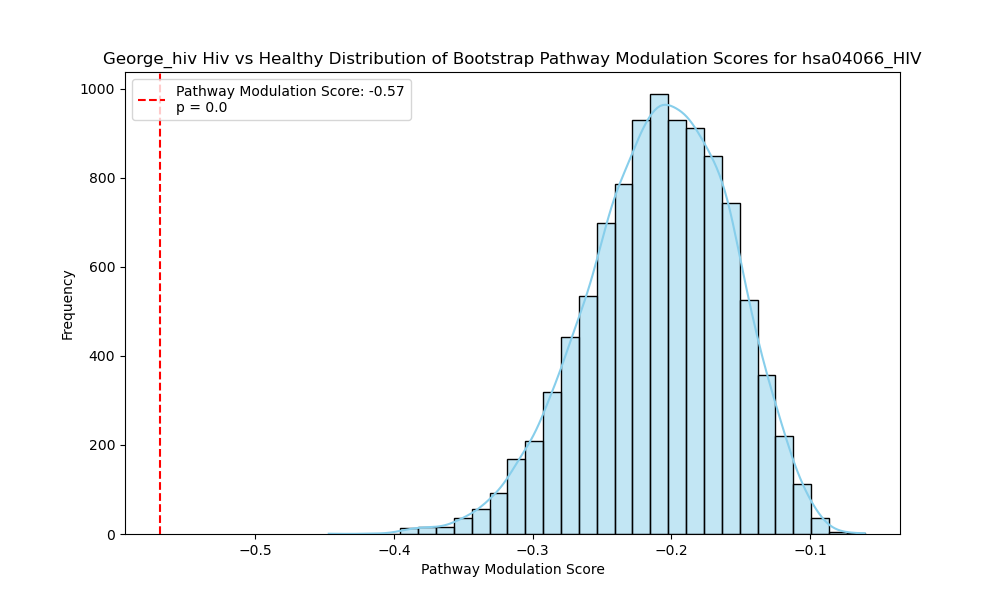 George_hiv Hiv vs Healthy Distribution of Bootstrap Pathway Modulation Scores for hsa04066_HIV
Pathway Modulation Score: -0.57
p = 0.0
1000
800
600
400
200
0
Frequency
−0.5
−0.4
−0.3
−0.2
−0.1
Pathway Modulation Score